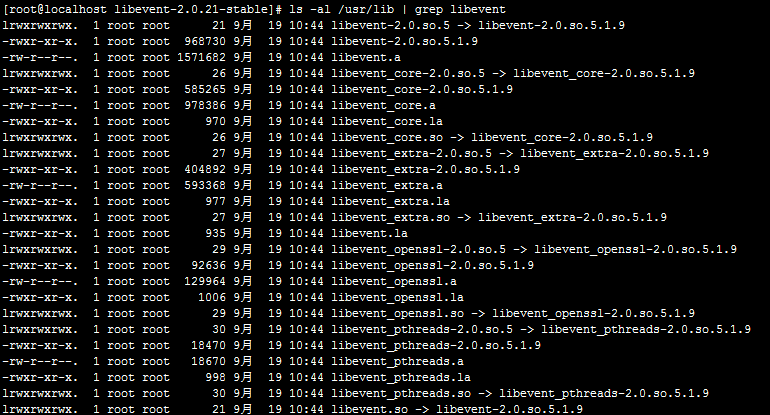 [root@localhost libevent-2.0.21-stable]# ls -al /usr/lib | grep libevent
lrwxrwxrwx.  1 root root      21 9月  19 10:44 libevent-2.0.so.5 -> libevent-2.0.so.5.1.9
-rwxr-xr-x.  1 root root  968730 9月  19 10:44 libevent-2.0.so.5.1.9
-rw-r--r--.  1 root root 1571682 9月  19 10:44 libevent.a
lrwxrwxrwx.  1 root root      26 9月  19 10:44 libevent_core-2.0.so.5 -> libevent_core-2.0.so.5.1.9
-rwxr-xr-x.  1 root root  585265 9月  19 10:44 libevent_core-2.0.so.5.1.9
-rw-r--r--.  1 root root  978386 9月  19 10:44 libevent_core.a
-rwxr-xr-x.  1 root root     970 9月  19 10:44 libevent_core.la
lrwxrwxrwx.  1 root root      26 9月  19 10:44 libevent_core.so -> libevent_core-2.0.so.5.1.9
lrwxrwxrwx.  1 root root      27 9月  19 10:44 libevent_extra-2.0.so.5 -> libevent_extra-2.0.so.5.1.9
-rwxr-xr-x.  1 root root  404892 9月  19 10:44 libevent_extra-2.0.so.5.1.9
-rw-r--r--.  1 root root  593368 9月  19 10:44 libevent_extra.a
-rwxr-xr-x.  1 root root     977 9月  19 10:44 libevent_extra.la
lrwxrwxrwx.  1 root root      27 9月  19 10:44 libevent_extra.so -> libevent_extra-2.0.so.5.1.9
-rwxr-xr-x.  1 root root     935 9月  19 10:44 libevent.la
lrwxrwxrwx.  1 root root      29 9月  19 10:44 libevent_openssl-2.0.so.5 -> libevent_openssl-2.0.so.5.1.9
-rwxr-xr-x.  1 root root   92636 9月  19 10:44 libevent_openssl-2.0.so.5.1.9
-rw-r--r--.  1 root root  129964 9月  19 10:44 libevent_openssl.a
-rwxr-xr-x.  1 root root    1006 9月  19 10:44 libevent_openssl.la
lrwxrwxrwx.  1 root root      29 9月  19 10:44 libevent_openssl.so -> libevent_openssl-2.0.so.5.1.9
lrwxrwxrwx.  1 root root      30 9月  19 10:44 libevent_pthreads-2.0.so.5 -> libevent_pthreads-2.0.so.5.1.9
-rwxr-xr-x.  1 root root   18470 9月  19 10:44 libevent_pthreads-2.0.so.5.1.9
-rw-r--r--.  1 root root   18670 9月  19 10:44 libevent_pthreads.a
-rwxr-xr-x.  1 root root     998 9月  19 10:44 libevent_pthreads.la
lrwxrwxrwx.  1 root root      30 9月  19 10:44 libevent_pthreads.so -> libevent_pthreads-2.0.so.5.1.9
lrwxrwxrwx.  1 root root      21 9月  19 10:44 libevent.so -> libevent-2.0.so.5.1.9